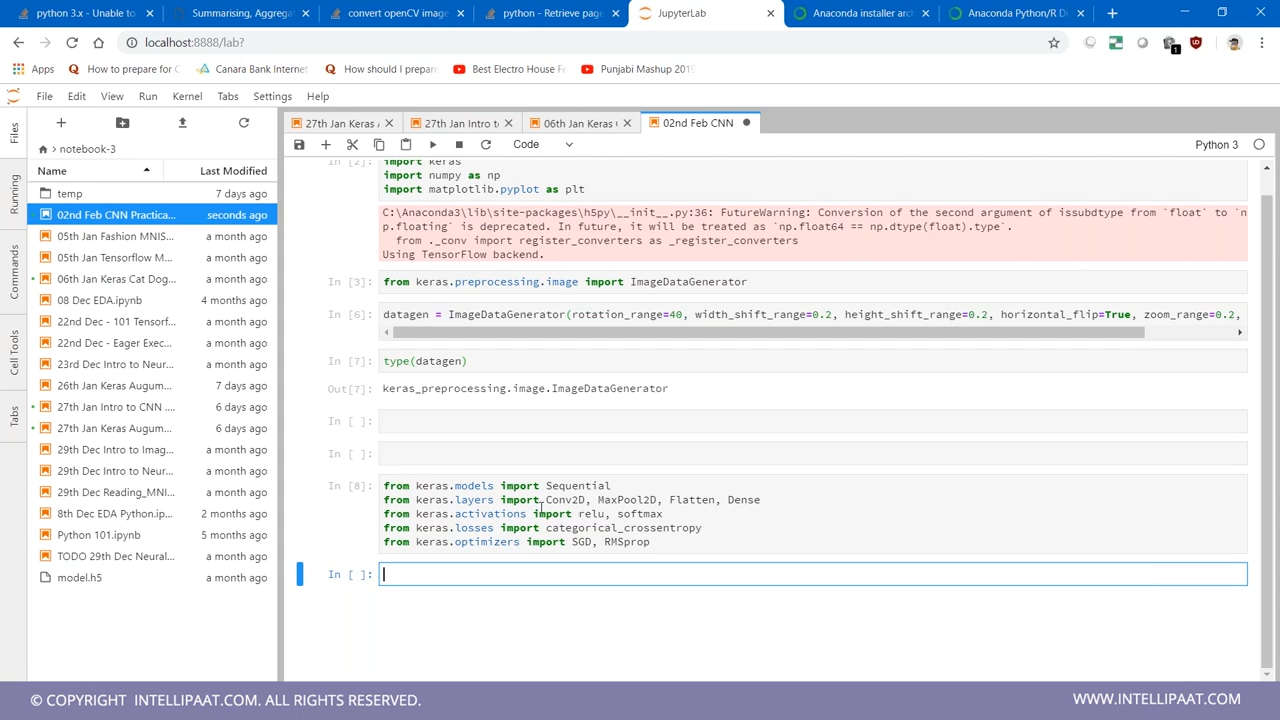 python 3.x - Unable to
Summarising, Aggrega
convert openCV image
python - Retrieve page
JupyterLab
Anaconda installer arc
Anaconda Python/R Di
localhost:8888/lab?
1
Apps
How to prepare for C
Canara Bank Internet
How should I prepare
Best Electro House Fe
Punjabi Mashup 2019
File Edit View Run Kernel Tabs Settings Help
Files
Running
Commands
Cell Tools
Tabs
notebook-3
Name Last Modified
temp 7 days ago
02nd Feb CNN Practica... seconds ago
05th Jan Fashion MNIS... a month ago
05th Jan Tensorflow M... a month ago
06th Jan Keras Cat Dog... a month ago
08 Dec EDA.ipynb 4 months ago
22nd Dec - 101 Tensorf... a month ago
22nd Dec - Eager Exec... a month ago
23rd Dec Intro to Neur... a month ago
26th Jan Keras Augum... 7 days ago
27th Jan Intro to CNN .... 6 days ago
27th Jan Keras Augum... 6 days ago
29th Dec Intro to Imag... a month ago
29th Dec Intro to Neur... a month ago
29th Dec Reading_MNI... a month ago
8th Dec EDA Python.ip... 2 months ago
Python 101.ipynb 5 months ago
TODO 29th Dec Neural... a month ago
model.h5 a month ago
27th Jan Keras A
27th Jan Intro to
06th Jan Keras
02nd Feb CNN
Code
Python 3
In [2]: import keras
import numpy as np
import matplotlib.pyplot as plt
C:\Anaconda3\lib\site-packages\h5py\__init__.py:36: FutureWarning: Conversion of the second argument of issubdtype from `float` to `n
p.floating` is deprecated. In future, it will be treated as `np.float64 == np.dtype(float).type`.
from ._conv import register_converters as _register_converters
Using TensorFlow backend.
In [3]: from keras.preprocessing.image import ImageDataGenerator
In [6]: datagen = ImageDataGenerator(rotation_range=40, width_shift_range=0.2, height_shift_range=0.2, horizontal_flip=True, zoom_range=0.2,
In [7]: type(datagen)
Out[7]: keras_preprocessing.image.ImageDataGenerator
In [ ]:
In [ ]:
In [8]: from keras.models import Sequential
from keras.layers import Conv2D, MaxPool2D, Flatten, Dense
from keras.activations import relu, softmax
from keras.losses import categorical_crossentropy
from keras.optimizers import SGD, RMSprop
In [ ]:
© COPYRIGHT INTELLIPAAT.COM. ALL RIGHTS RESERVED.
WWW.INTELLIPAAT.COM